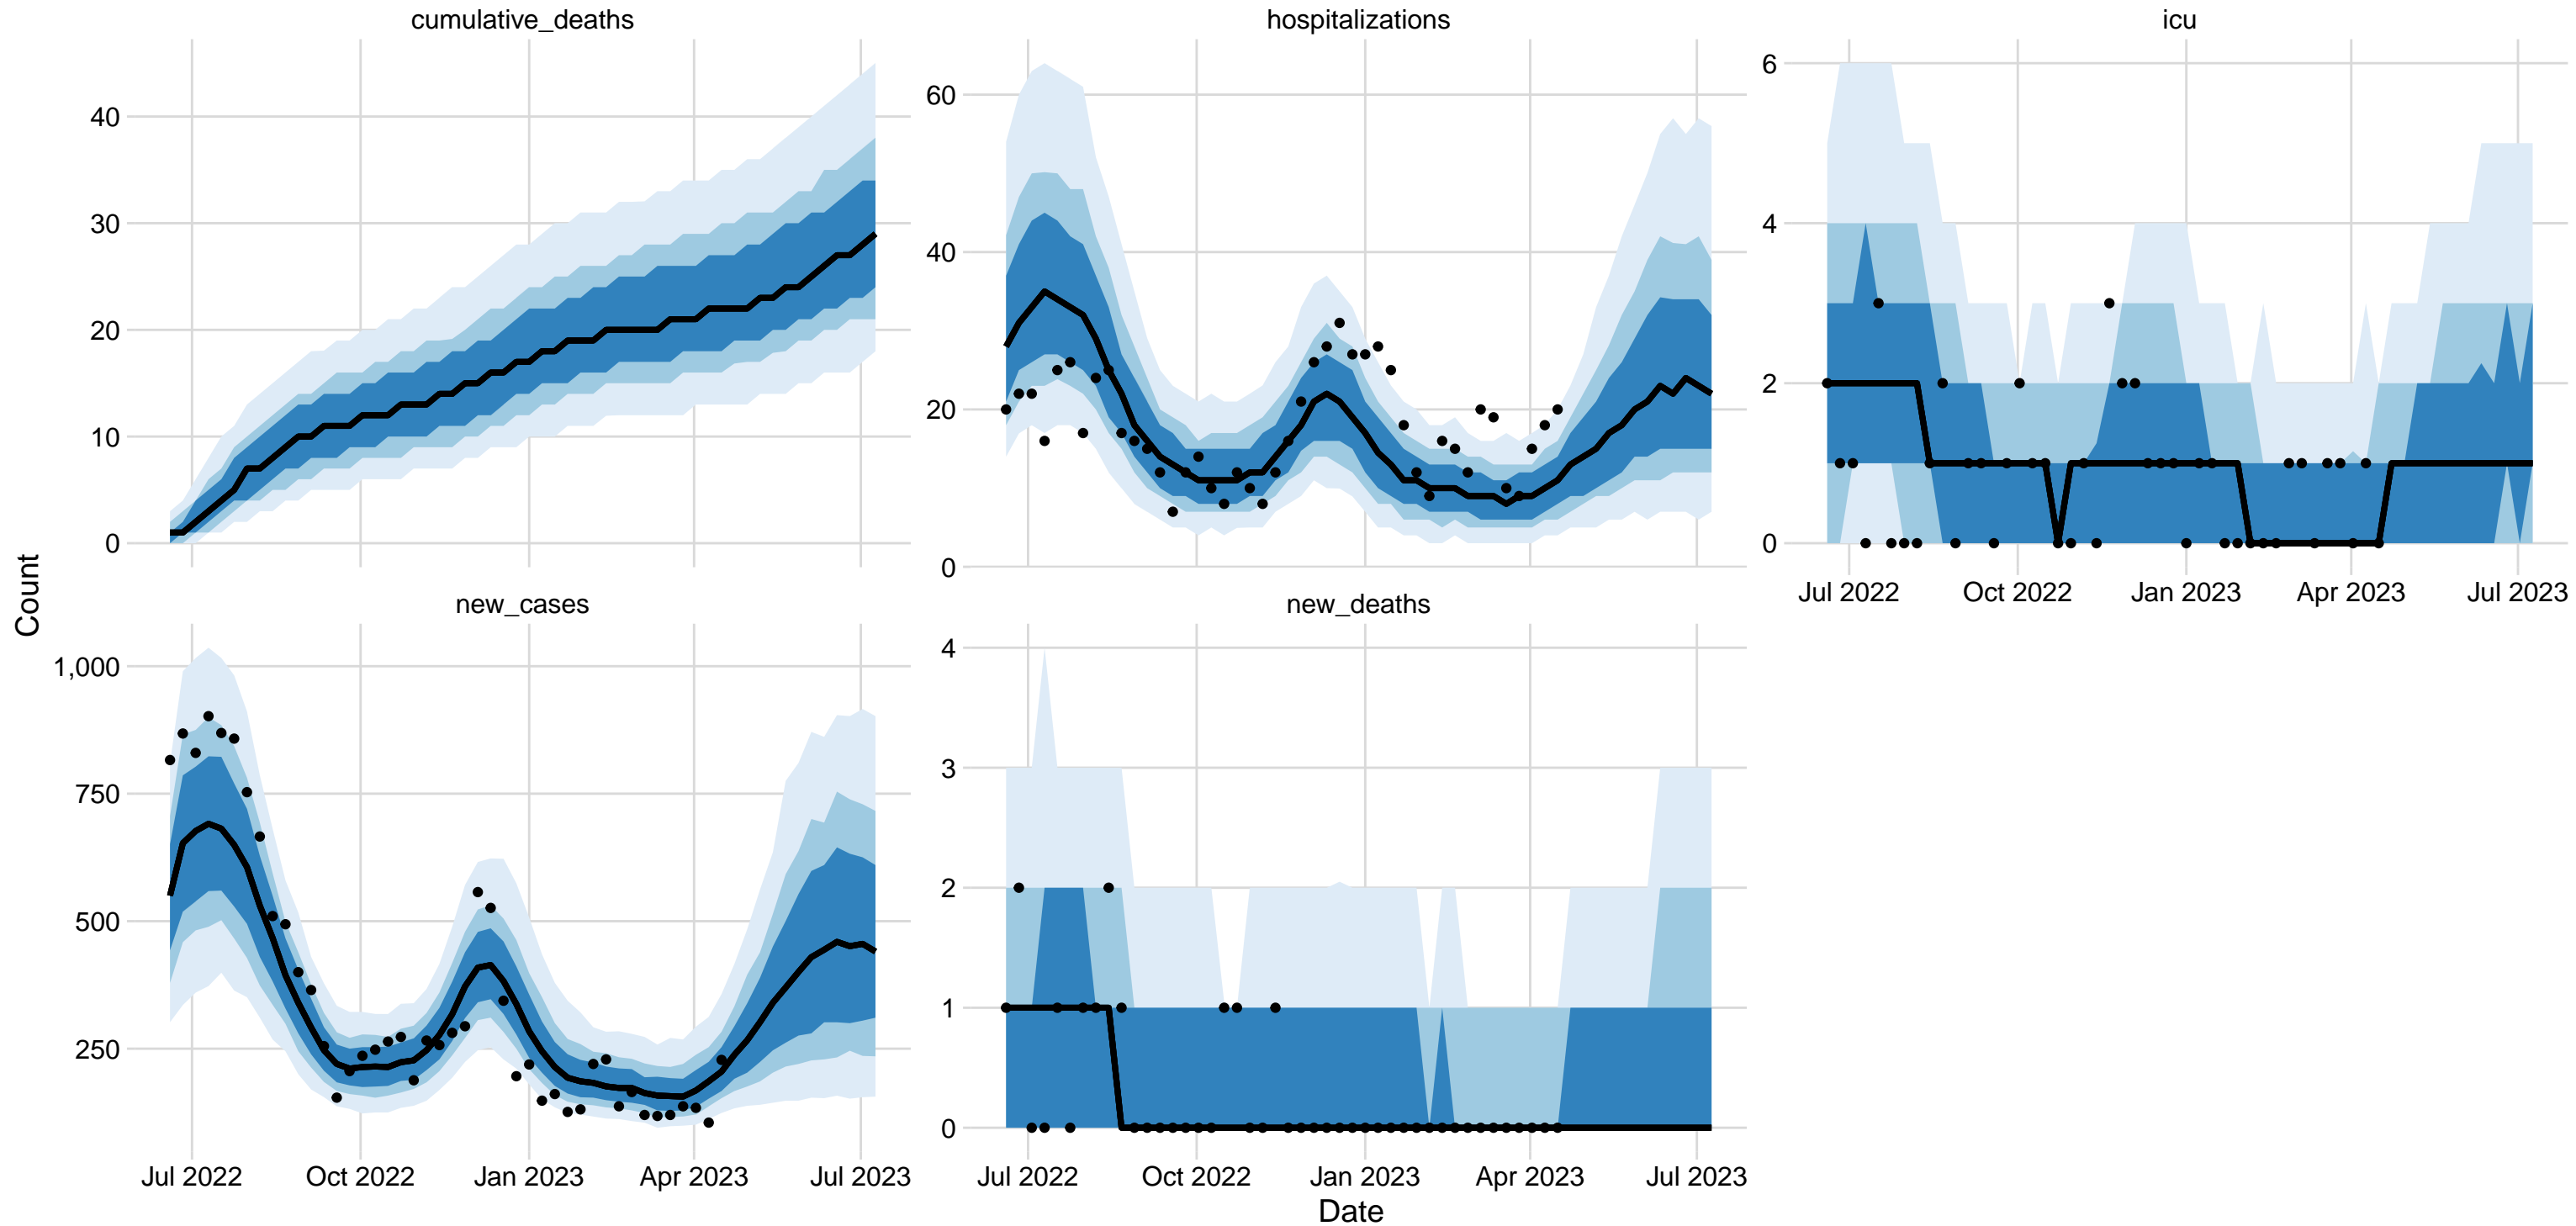 cumulative_deaths
hospitalizations
icu
40
30
20
10
0
60
40
20
0
6
4
2
0
Jul 2022
Oct 2022
Jan 2023
Apr 2023
Jul 2023
Count
new_cases
new_deaths
1,000
750
500
250
4
3
2
1
0
Jul 2022
Oct 2022
Jan 2023
Apr 2023
Jul 2023
Jul 2022
Oct 2022
Jan 2023
Apr 2023
Jul 2023
Date